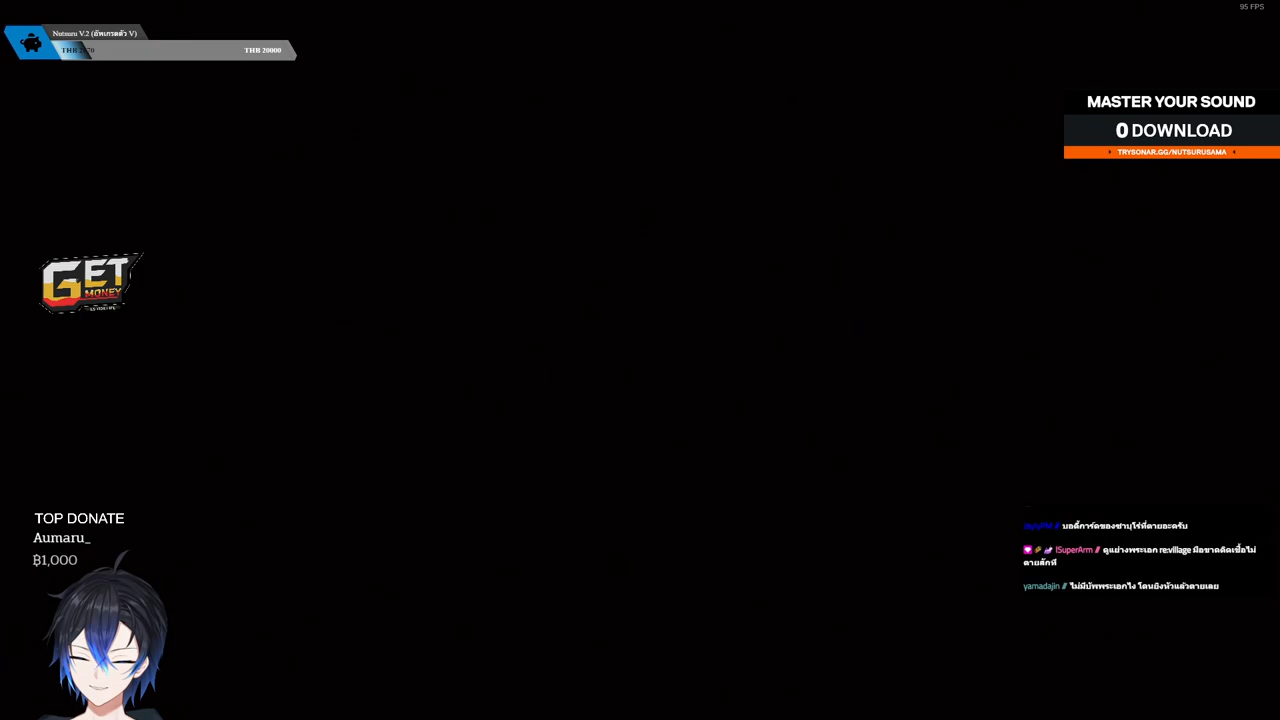 95 FPS
Nutsuru V.2 (อัพเกรดตัว V)
THB 20000
MASTER YOUR SOUND
0 DOWNLOAD
TRYSONAR.GG/NUTSURUSAMA
GET
MONEY
TOP DONATE
Aumaru_
฿1,000
// บอดี้การ์ดของซาบุโร่ที่ตายอะครับ
ISuperArm // ดูแย่างพระเอก re:village มือขาดติดเชื้อไม่
ตายสักที
yamadajin // ไม่มีบัพพระเอกไง โดนยิงหัวแล้วตายเลย